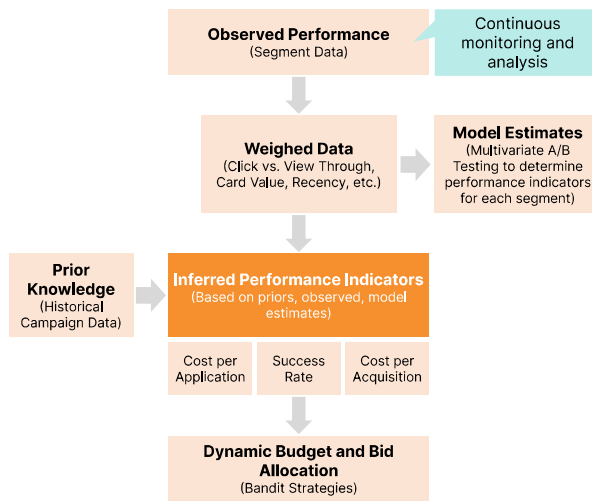 Observed Performance
(Segment Data)
Continuous
monitoring and
analysis
Weighed Data
(Click vs. View Through,
Card Value, Recency, etc.)
Model Estimates
(Multivariate A/B
Testing to determine
performance indicators
for each segment)
Prior
Knowledge
(Historical
Campaign Data)
Inferred Performance Indicators
(Based on priors, observed, model
estimates)
Cost per
Application
Success
Rate
Cost per
Acquisition
Dynamic Budget and Bid
Allocation
(Bandit Strategies)